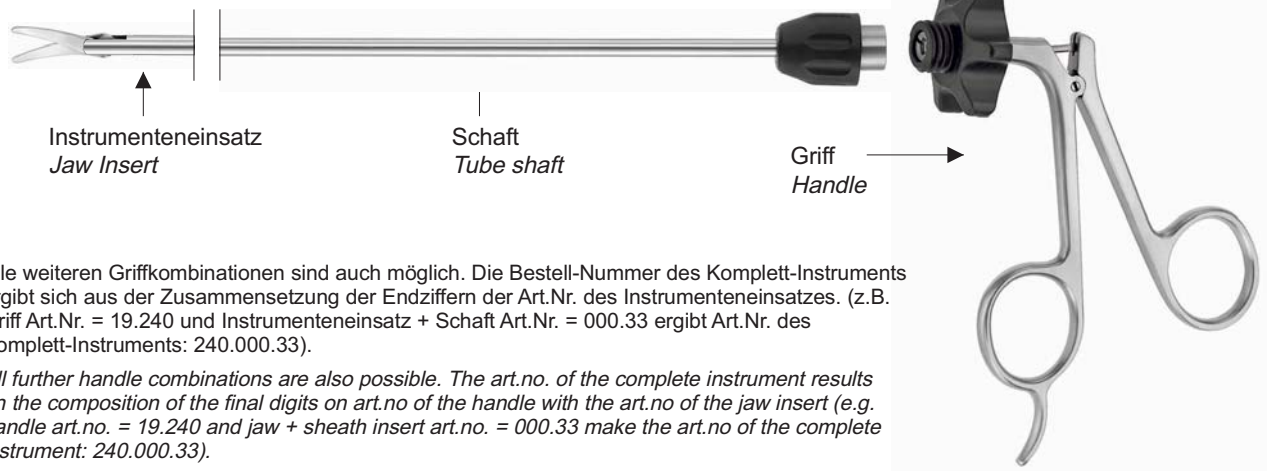 Instrumenteneinsatz
Jaw Insert
Schaft
Tube shaft
Griff
Handle
lle weiteren Griffkombinationen sind auch möglich. Die Bestell-Nummer des Komplett-Instruments
rgibt sich aus der Zusammensetzung der Endziffern der Art.Nr. des Instrumenteneinsatzes. (z.B.
riff Art.Nr. = 19.240 und Instrumenteneinsatz + Schaft Art.Nr. = 000.33 ergibt Art.Nr. des
omplett-Instruments: 240.000.33).
ll further handle combinations are also possible. The art.no. of the complete instrument results
n the composition of the final digits on art.no of the handle with the art.no of the jaw insert (e.g.
andle art.no. = 19.240 and jaw + sheath insert art.no. = 000.33 make the art.no of the complete
strument: 240.000.33).